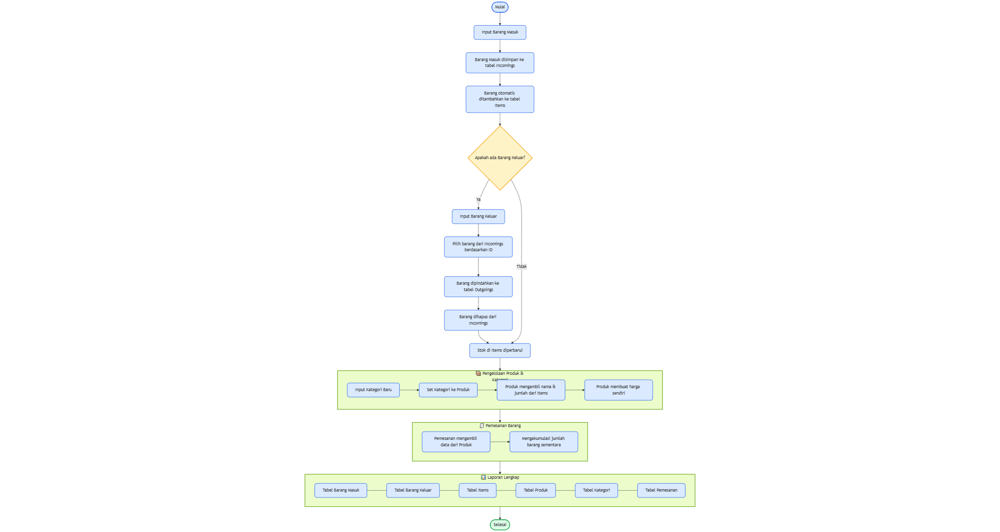 Mulai
Input Barang Masuk
Barang Masuk disimpan ke
tabel Incomings
Barang otomatis
ditambahkan ke tabel
Items
Apakah ada Barang Keluar?
Ya
Input Barang Keluar
Pilih barang dari Incomings
berdasarkan ID
Tidak
Barang dipindahkan ke
tabel Outgoings
Barang dihapus dari
Incomings
Stok di Items diperbarui
Pengelolaan Produk &
Kategori
Input Kategori Baru
Set Kategori ke Produk
Produk mengambil nama &
jumlah dari Items
Produk membuat harga
sendiri
Pemesanan Barang
Pemesanan mengambil
data dari Produk
Mengakumulasi jumlah
barang sementara
Laporan Lengkap
Tabel Barang Masuk
Tabel Barang Keluar
Tabel Items
Tabel Produk
Tabel Kategori
Tabel Pemesanan
Selesai